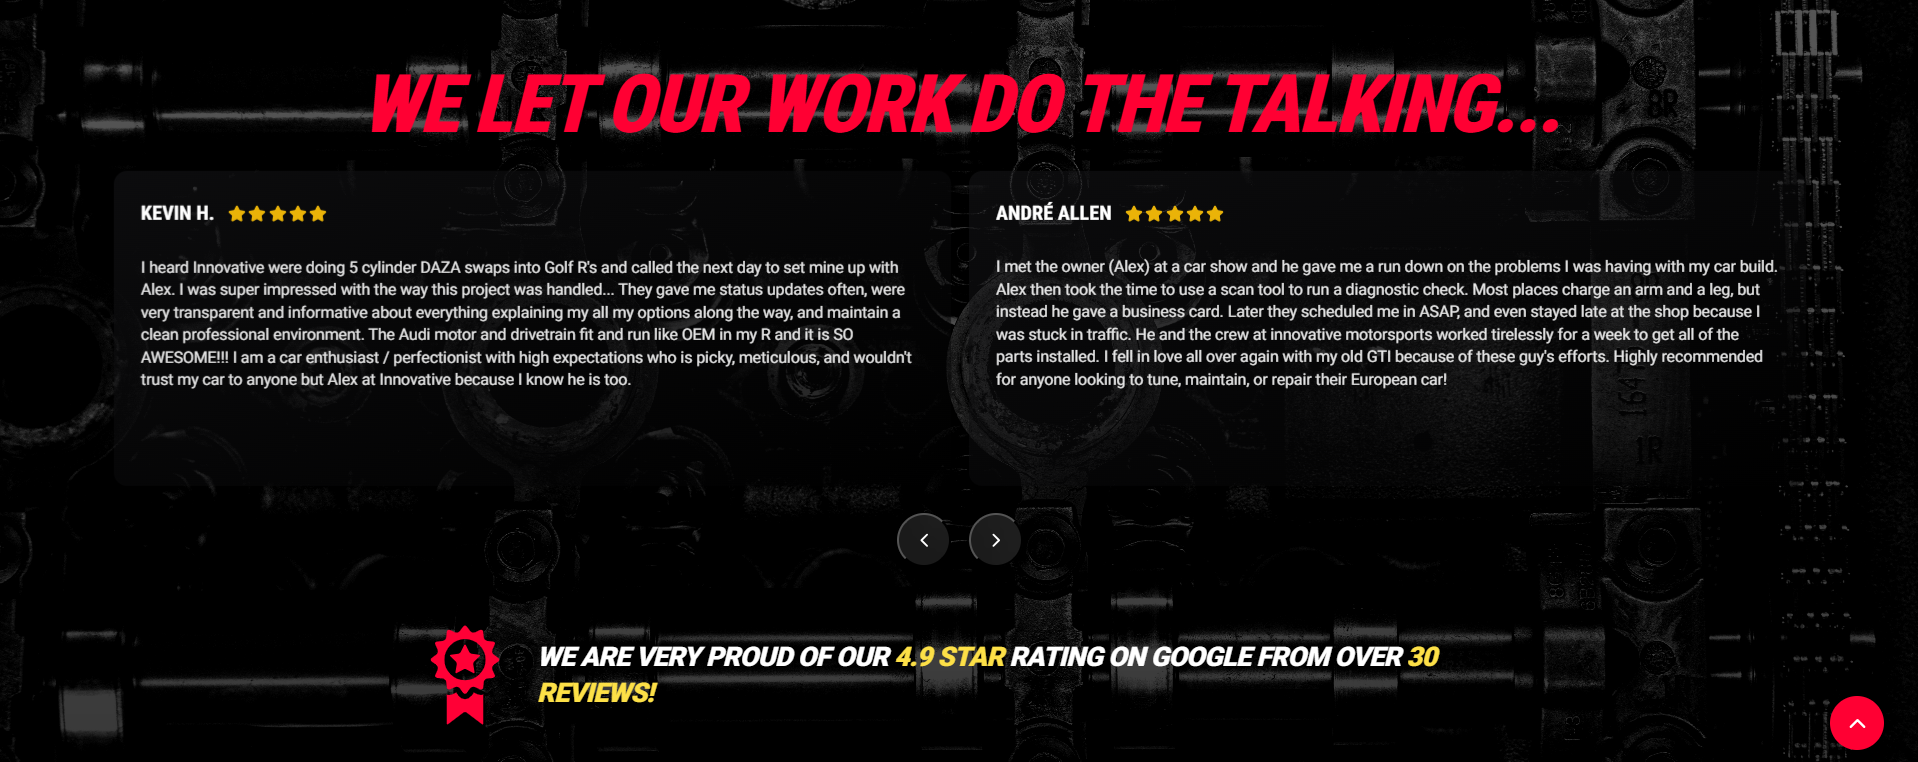 WE LET OUR WORK DO THE TALKING...
KEVIN H.
I heard Innovative were doing 5 cylinder DAZA swaps into Golf R's and called the next day to set mine up with
Alex. I was super impressed with the way this project was handled... They gave me status updates often, were
very transparent and informative about everything explaining my all my options along the way, and maintain a
clean professional environment. The Audi motor and drivetrain fit and run like OEM in my R and it is SO
AWESOME!!! I am a car enthusiast / perfectionist with high expectations who is picky, meticulous, and wouldn't
trust my car to anyone but Alex at Innovative because I know he is too.
ANDRÉ ALLEN
I met the owner (Alex) at a car show and he gave me a run down on the problems I was having with my car build.
Alex then took the time to use a scan tool to run a diagnostic check. Most places charge an arm and a leg, but
instead he gave a business card. Later they scheduled me in ASAP, and even stayed late at the shop because I
was stuck in traffic. He and the crew at innovative motorsports worked tirelessly for a week to get all of the
parts installed. I fell in love all over again with my old GTI because of these guy's efforts. Highly recommended
for anyone looking to tune, maintain, or repair their European car!
8R
1R
WE ARE VERY PROUD OF OUR 4.9 STAR RATING ON GOOGLE FROM OVER 30
REVIEWS!